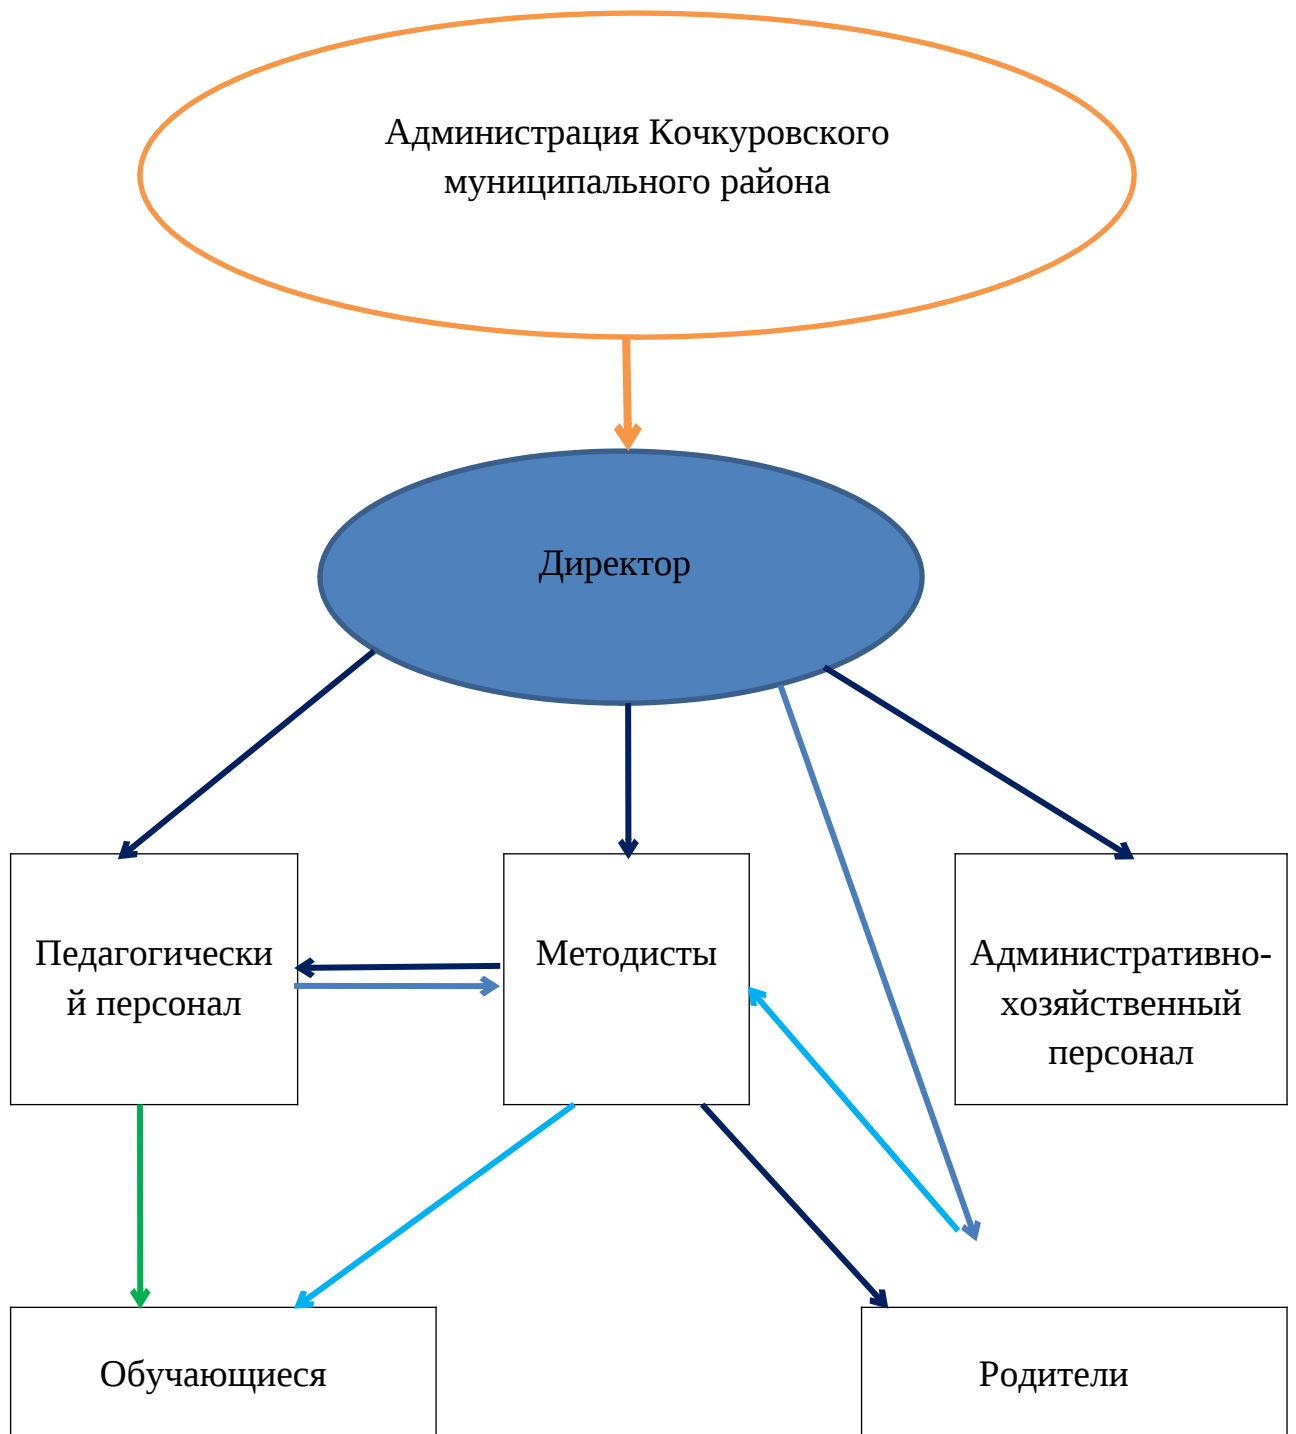 Администрация Кочкуровского
муниципального района
Директор
Педагогически
й персонал
Методисты
Административно-
хозяйственный
персонал
Обучающиеся
Родители